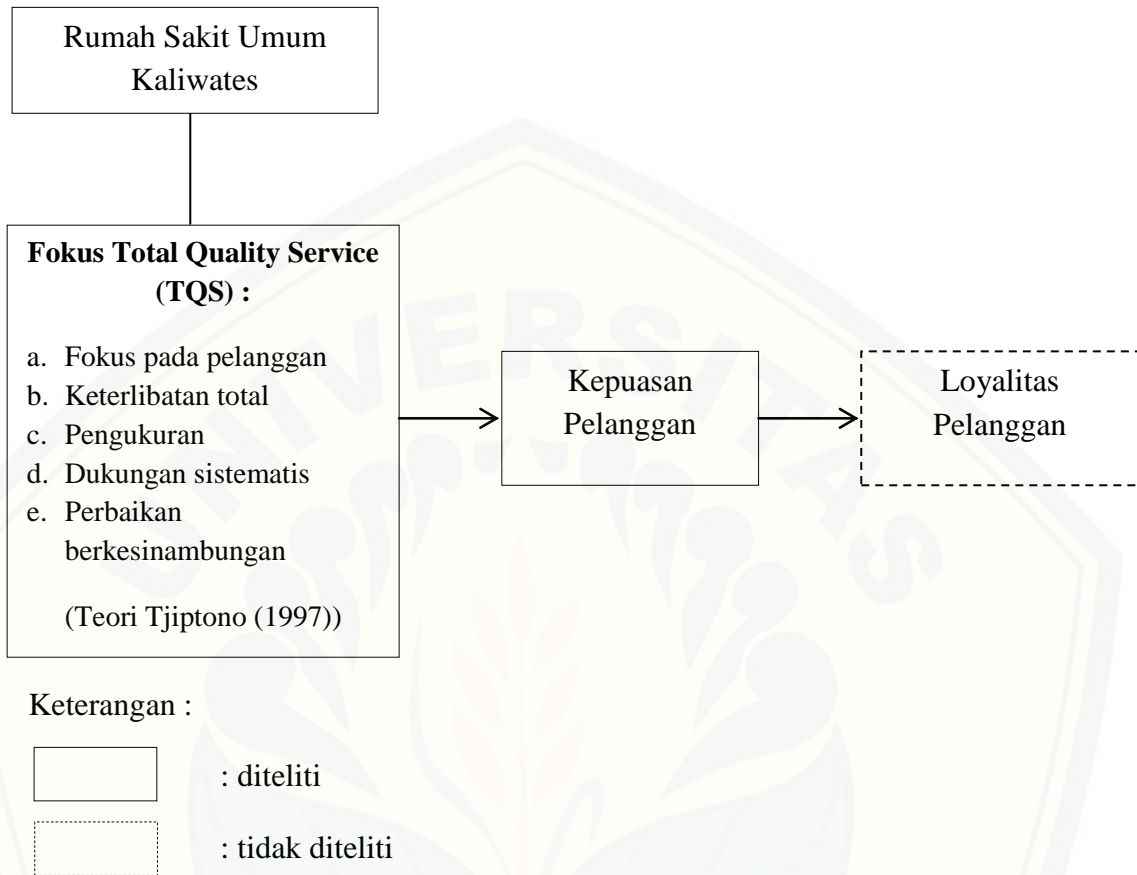 Rumah Sakit Umum
Kaliwates
Fokus Total Quality Service
(TQS) :
a. Fokus pada pelanggan
b. Keterlibatan total
c. Pengukuran
d. Dukungan sistematis
e. Perbaikan
berkesinambungan
(Teori Tjiptono (1997))
Kepuasan
Pelanggan
Loyalitas
Pelanggan
Keterangan :
: diteliti
: tidak diteliti
UNIVERSITAS